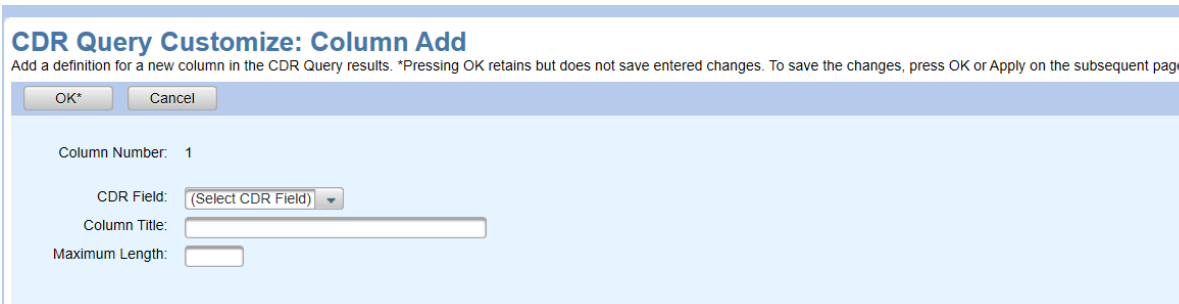 CDR Query Customize: Column Add
Add a definition for a new column in the CDR Query results. *Pressing OK retains but does not save entered changes. To save the changes, press OK or Apply on the subsequent page
OK* Cancel
Column Number: 1
CDR Field: (Select CDR Field)
Column Title:
Maximum Length: